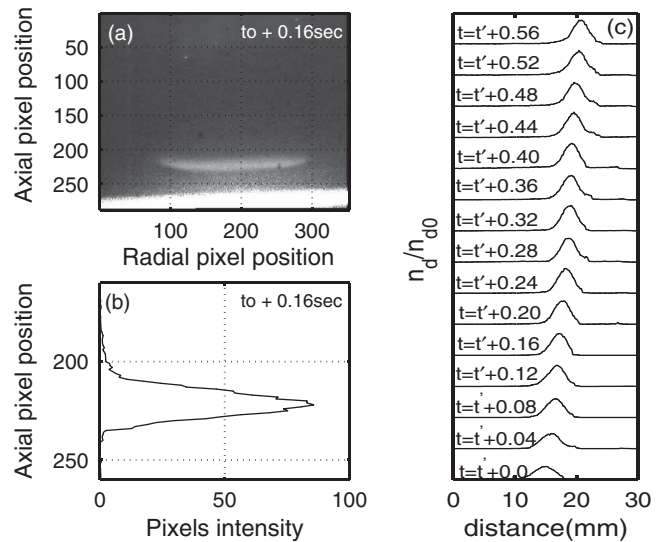 (a)
to + 0.16sec
0
50
100
150
200
250
Axial pixel position
100
200
300
Radial pixel position
(b)
to + 0.16sec
200
260
Axial pixel position
0
50
100
Pixels intensity
(c)
t=t'+0.56
t=t'+0.52
t=t'+0.48
t=t'+0.44
t=t'+0.40
t=t'+0.36
t=t'+0.32
t=t'+0.28
t=t'+0.24
t=t'+0.20
t=t'+0.16
t=t'+0.12
t=t'+0.08
t=t'+0.04
t=t'+0.0
n_d/n_d0
0
10
20
30
distance(mm)